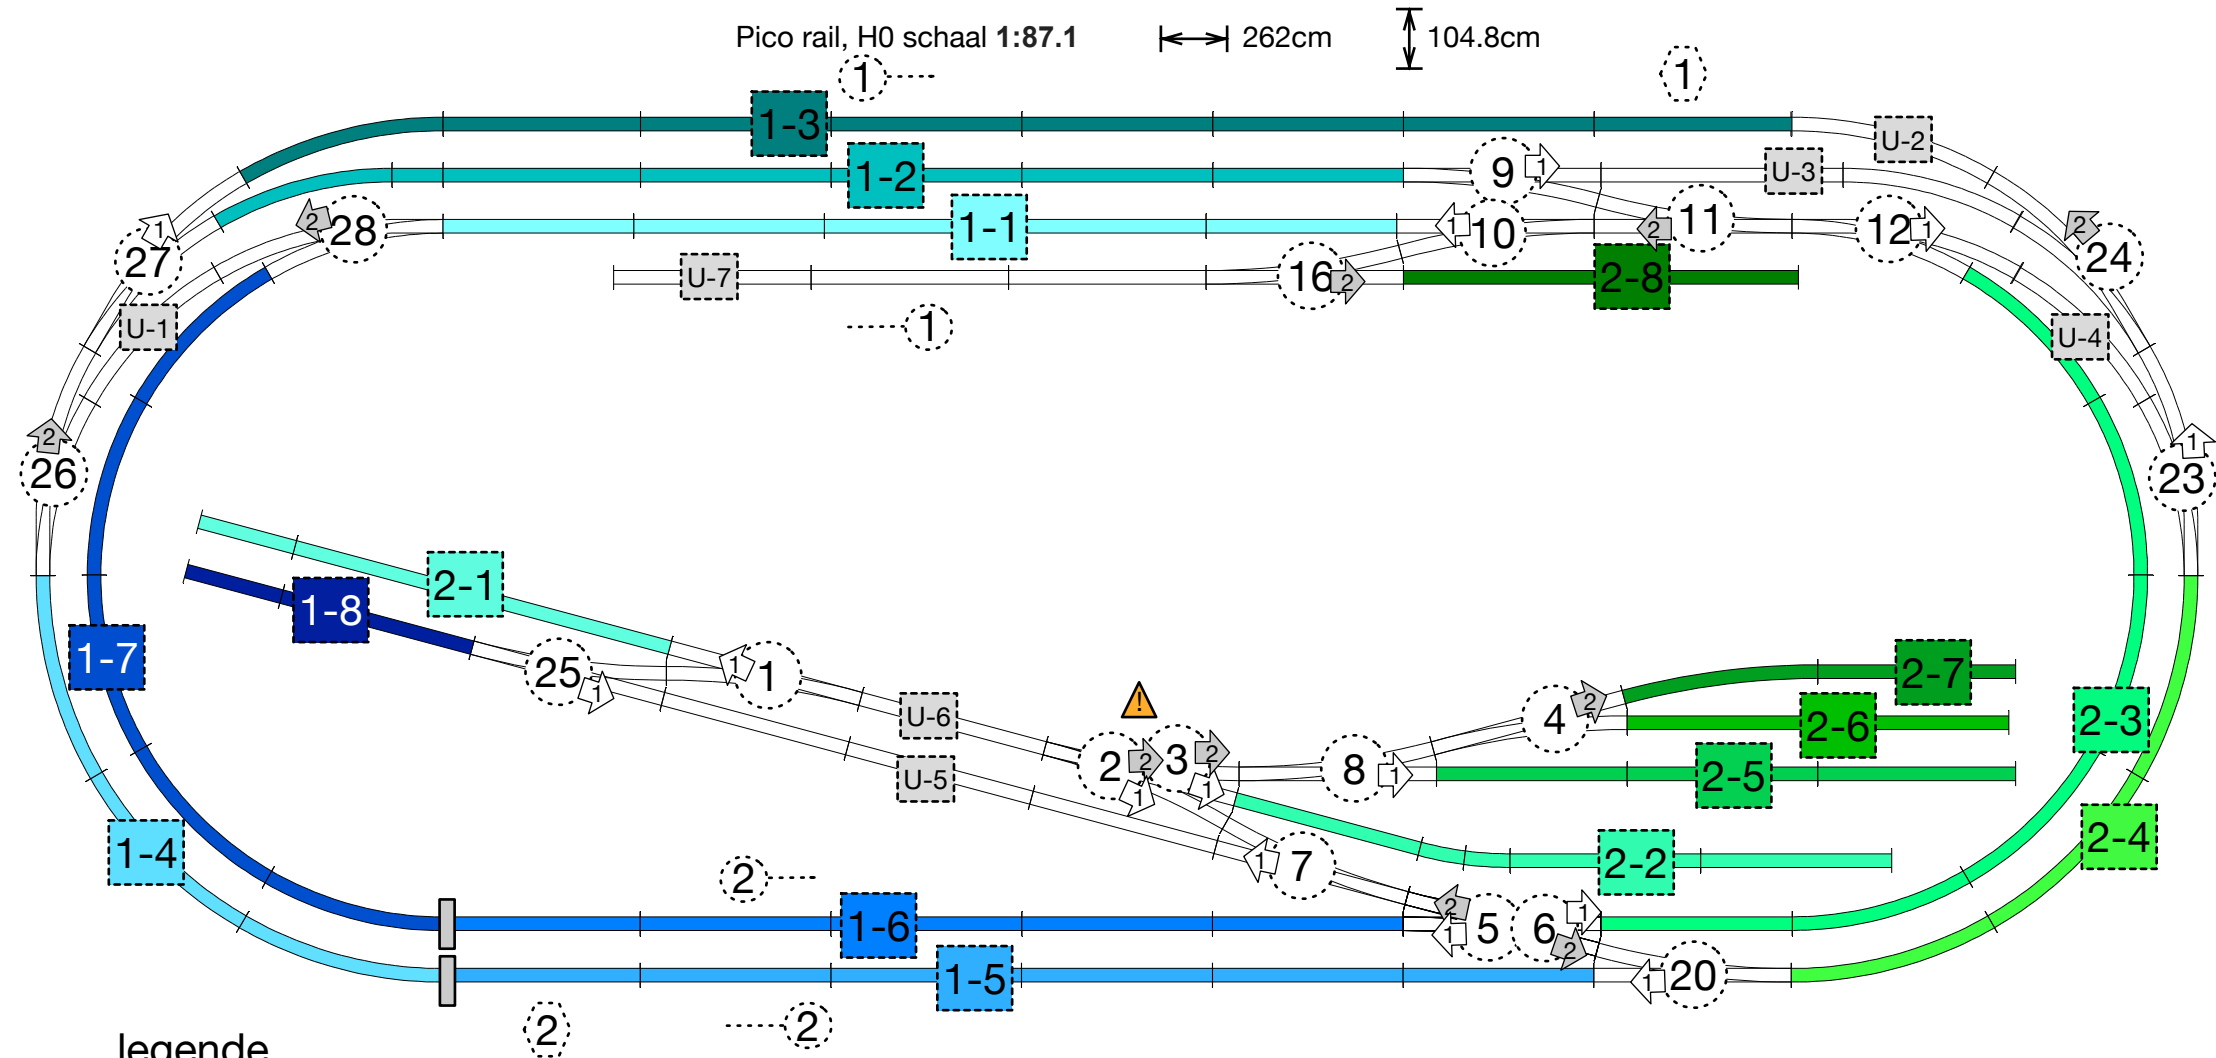 Pico rail, H0 schaal 1:87.1 262cm 104.8cm
1 1
1-3 U-2
1-2 9 1 U-3
27 1 2 28 1-1 1 10 2 11 12 1 2 24
U-7 16 2 2-8
U-1 1 U-4
2 26 1 23
2-1
1-8 2-7
1-7 25 1 1 1 U-6 4 2 2-6 2-3
U-5 2 2 3 2 8 1 2-5
1 1
1-4 1 7 2-2 2-4
2 1-6 2 1 5 6 1 2
1-5 1 20
2 2
legende